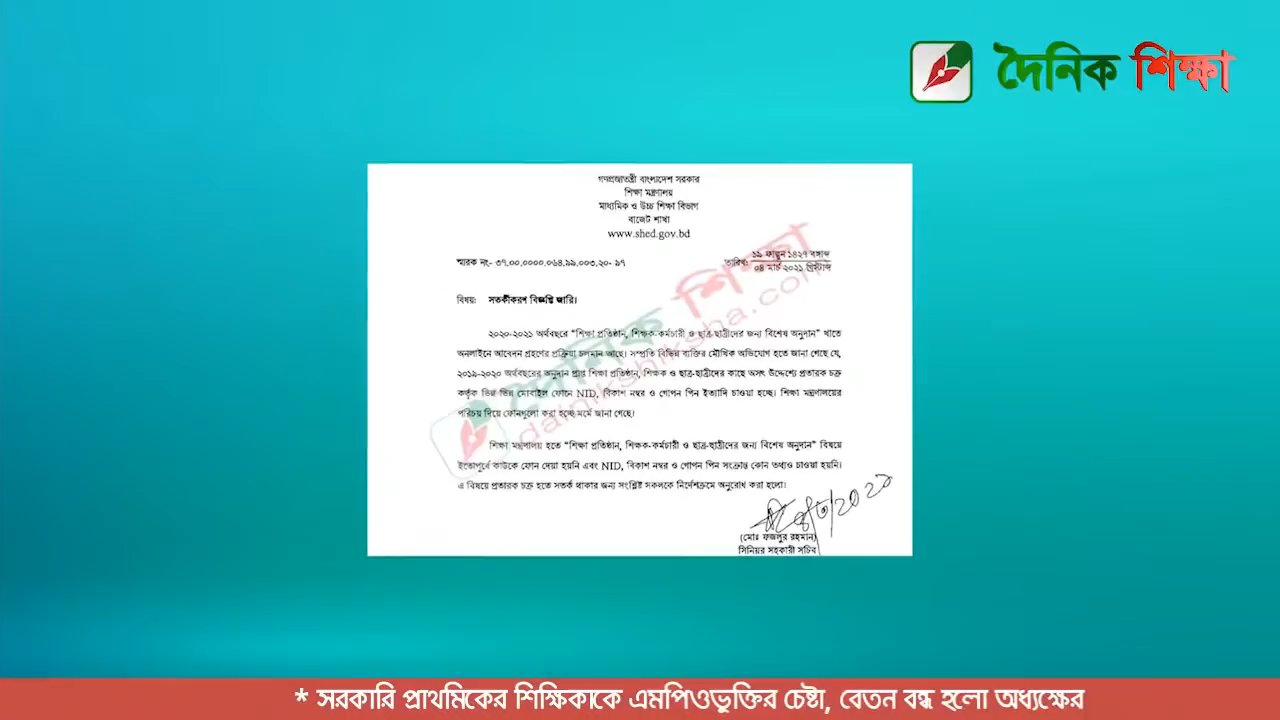 দৈনিক শিক্ষা
গণপ্রজাতন্ত্রী বাংলাদেশ সরকার
শিক্ষা মন্ত্রণালয়
মাধ্যমিক ও উচ্চ শিক্ষা বিভাগ
বাজেট শাখা
www.shed.gov.bd
স্মারক নং- ৩৭.০০.০০০০.০৬৪.৯৯.০০৩.২০- ৯৭
তারিখ: ১৯ ফাল্গুন ১৪২৭ বঙ্গাব্দ
০৪ মার্চ ২০২১ খ্রিস্টাব্দ
বিষয়: সতর্কীকরণ বিজ্ঞপ্তি জারি।
২০২০-২০২১ অর্থবছরে “শিক্ষা প্রতিষ্ঠান, শিক্ষক-কর্মচারী ও ছাত্র-ছাত্রীদের জন্য বিশেষ অনুদান” খাতে
অনলাইনে আবেদন গ্রহণের প্রক্রিয়া চলমান আছে। সম্প্রতি বিভিন্ন ব্যক্তির মৌখিক অভিযোগ হতে জানা গেছে যে,
২০১৯-২০২০ অর্থবছরের অনুদান প্রাপ্ত শিক্ষা প্রতিষ্ঠান, শিক্ষক ও ছাত্র-ছাত্রীদের কাছে অসৎ উদ্দেশ্যে প্রতারক চক্র
কর্তৃক ভিন্ন ভিন্ন মোবাইল ফোনে NID, বিকাশ নম্বর ও গোপন পিন ইত্যাদি চাওয়া হচ্ছে। শিক্ষা মন্ত্রণালয়ের
পরিচয় দিয়ে ফোনগুলো করা হচ্ছে মর্মে জানা গেছে।
শিক্ষা মন্ত্রণালয় হতে “শিক্ষা প্রতিষ্ঠান, শিক্ষক-কর্মচারী ও ছাত্র-ছাত্রীদের জন্য বিশেষ অনুদান” বিষয়ে
ইতোপূর্বে কাউকে ফোন দেয়া হয়নি এবং NID, বিকাশ নম্বর ও গোপন পিন সংক্রান্ত কোন তথ্যও চাওয়া হয়নি।
এ বিষয়ে প্রতারক চক্র হতে সতর্ক থাকার জন্য সংশ্লিষ্ট সকলকে নির্দেশক্রমে অনুরোধ করা হলো।
দৈনিক শিক্ষা
dainikshiksha.com
৪/৩/২০২১
(মোঃ ফজলুর রহমান)
সিনিয়র সহকারী সচিব
* সরকারি প্রাথমিকের শিক্ষিকাকে এমপিওভুক্তির চেষ্টা, বেতন বন্ধ হলো অধ্যক্ষের